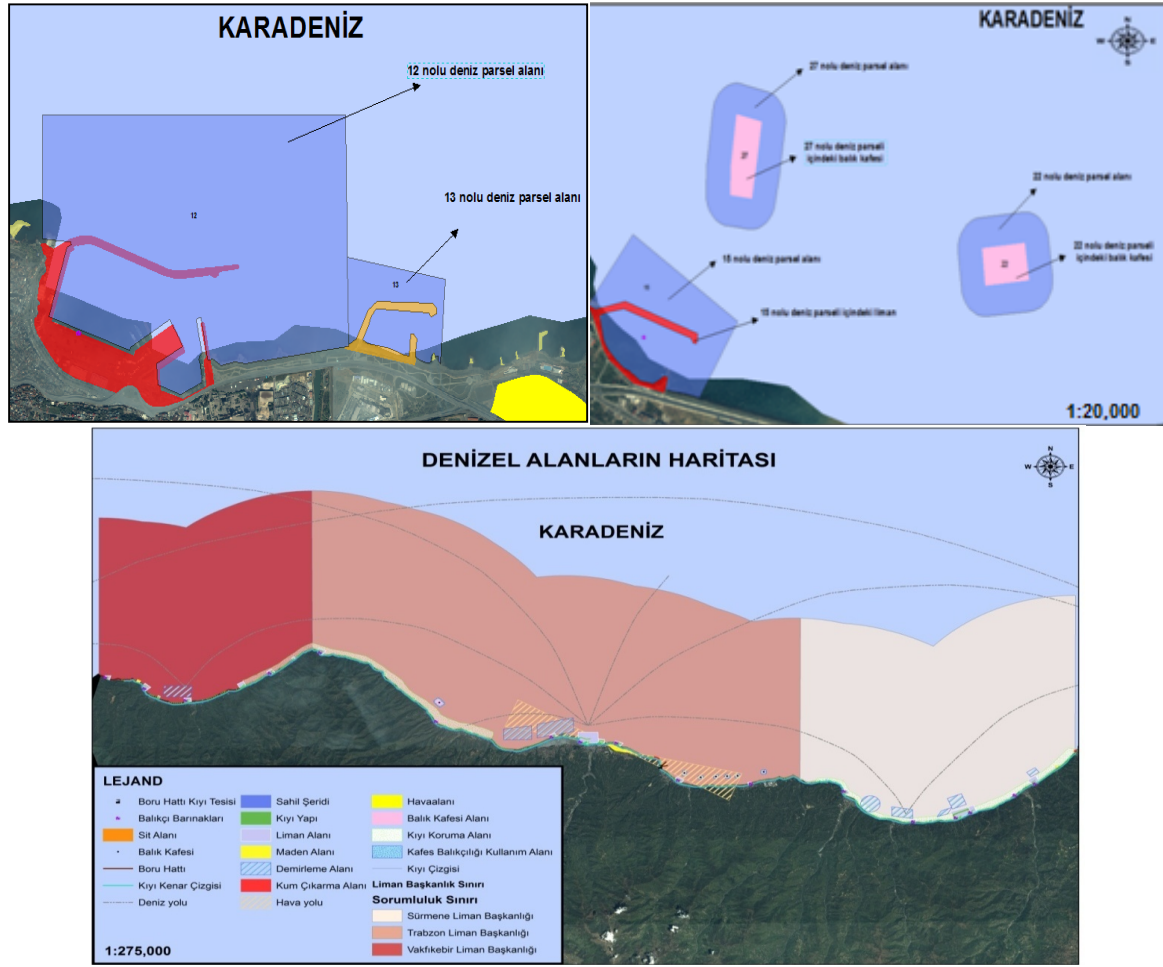 KARADENİZ
12 nolu deniz parsel alanı
13 nolu deniz parsel alanı
12
13
KARADENİZ
N
W E
S
27 nolu deniz parsel alanı
27
27 nolu deniz parseli
içindeki balık kafesi
22 nolu deniz parsel alanı
22
22 nolu deniz parseli
içindeki balık kafesi
15 nolu deniz parsel alanı
15 nolu deniz parseli içindeki liman
1:20,000
DENİZEL ALANLARIN HARİTASI
N
W E
S
KARADENİZ
LEJAND
Boru Hattı Kıyı Tesisi
Balıkçı Barınakları
Sit Alanı
Balık Kafesi
Boru Hattı
Kıyı Kenar Çizgisi
Deniz yolu
Sahil Şeridi
Kıyı Yapı
Liman Alanı
Maden Alanı
Demirleme Alanı
Kum Çıkarma Alanı
Hava yolu
Havaalanı
Balık Kafesi Alanı
Kıyı Koruma Alanı
Kafes Balıkçılığı Kullanım Alanı
Kıyı Çizgisi
Liman Başkanlık Sınırı
Sorumluluk Sınırı
Sürmene Liman Başkanlığı
Trabzon Liman Başkanlığı
Vakfıkebir Liman Başkanlığı
1:275,000